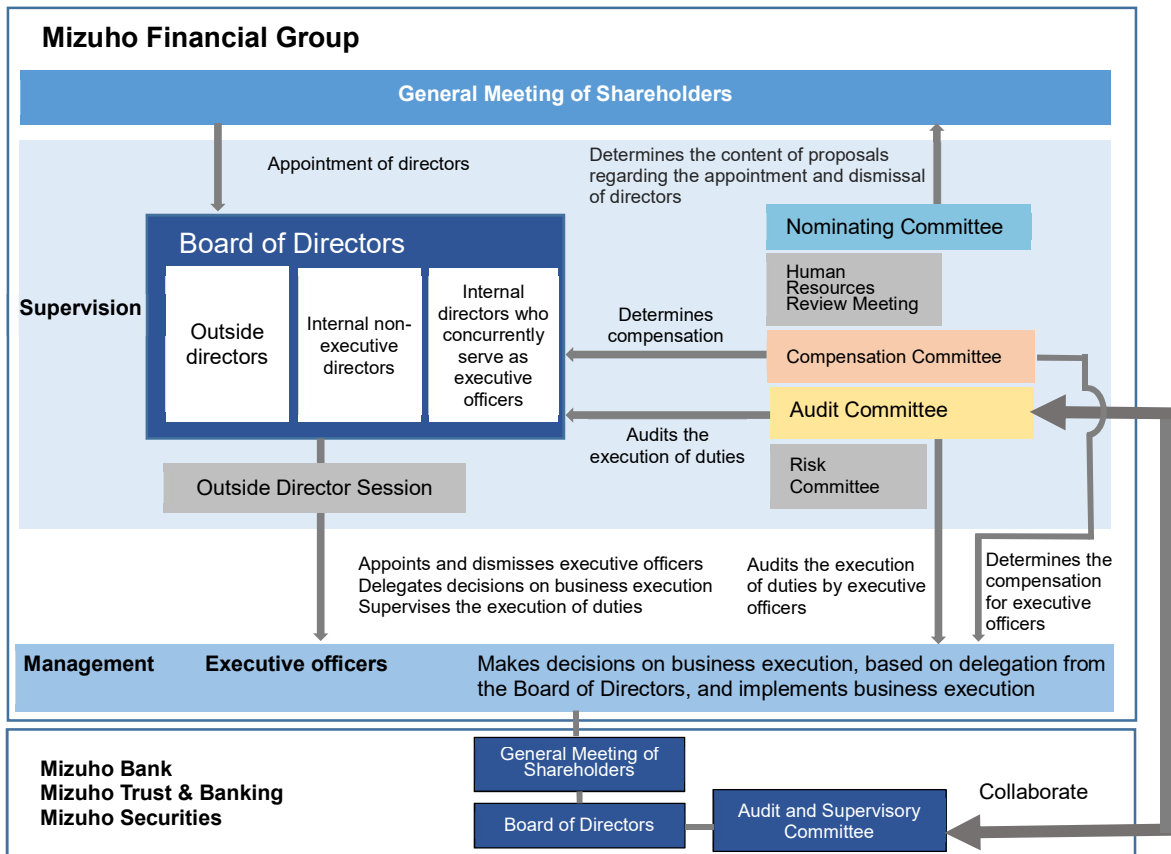 Mizuho Financial Group
General Meeting of Shareholders
Appointment of directors
Determines the content of proposals
regarding the appointment and dismissal
of directors
Supervision
Board of Directors
Outside
directors
Internal non-
executive
directors
Internal
directors who
concurrently
serve as
executive
officers
Nominating Committee
Human
Resources
Review Meeting
Determines
compensation
Compensation Committee
Audit Committee
Audits the
execution of duties
Risk
Committee
Outside Director Session
Appoints and dismisses executive officers
Delegates decisions on business execution
Supervises the execution of duties
Audits the execution
of duties by executive
officers
Determines the
compensation
for executive
officers
Management
Executive officers
Makes decisions on business execution, based on delegation from
the Board of Directors, and implements business execution
Mizuho Bank
Mizuho Trust & Banking
Mizuho Securities
General Meeting of
Shareholders
Board of Directors
Audit and Supervisory
Committee
Collaborate